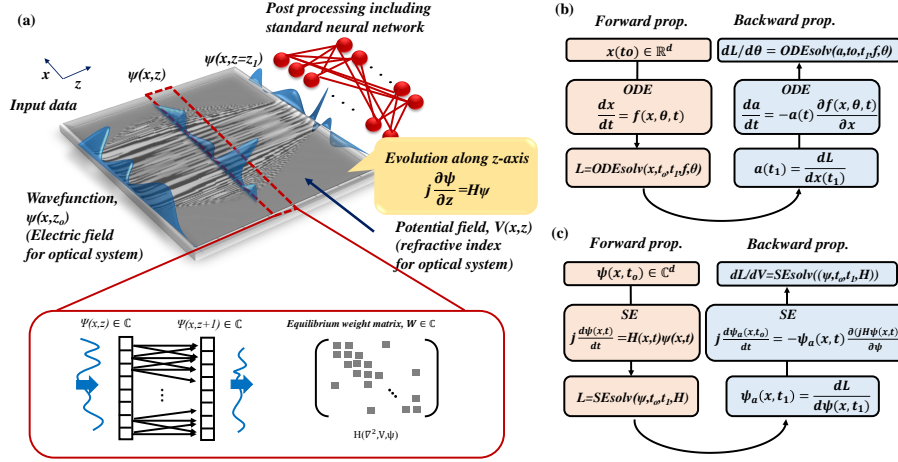 (a)
Post processing including
standard neural network
x
z
ψ(x,z)
ψ(x,z=z₁)
Input data
. . .
. . .
Evolution along z-axis
j ∂ψ/∂z =Hψ
Wavefunction,
ψ(x,zₒ)
(Electric field
for optical system)
Potential field, V(x,z)
(refractive index
for optical system)
Ψ(x,z) ∈ ℂ
Ψ(x,z+1) ∈ ℂ
Equilibrium weight matrix, W ∈ ℂ
H(∇²,V,ψ)
(b)
Forward prop.
x(to) ∈ ℝᵈ
ODE
dx/dt = f(x, θ, t)
L=ODEsolv(x,tₒ,t₁,f,θ)
Backward prop.
dL/dθ = ODEsolv(a,to,t₁,f,θ)
ODE
da/dt = −a(t) ∂f(x, θ, t)/∂x
a(t₁) = dL/dx(t₁)
(c)
Forward prop.
ψ(x, tₒ) ∈ ℂᵈ
SE
j dψ(x,t)/dt =H(x,t)ψ(x,t)
L=SEsolv(ψ,tₒ,t₁,H)
Backward prop.
dL/dV=SEsolv((ψ,tₒ,t₁,H))
SE
j dψₐ(x,tₒ)/dt = −ψₐ(x, t) ∂(jHψ(x,t)/∂ψ
ψₐ(x, t₁) = dL/dψ(x, t₁)